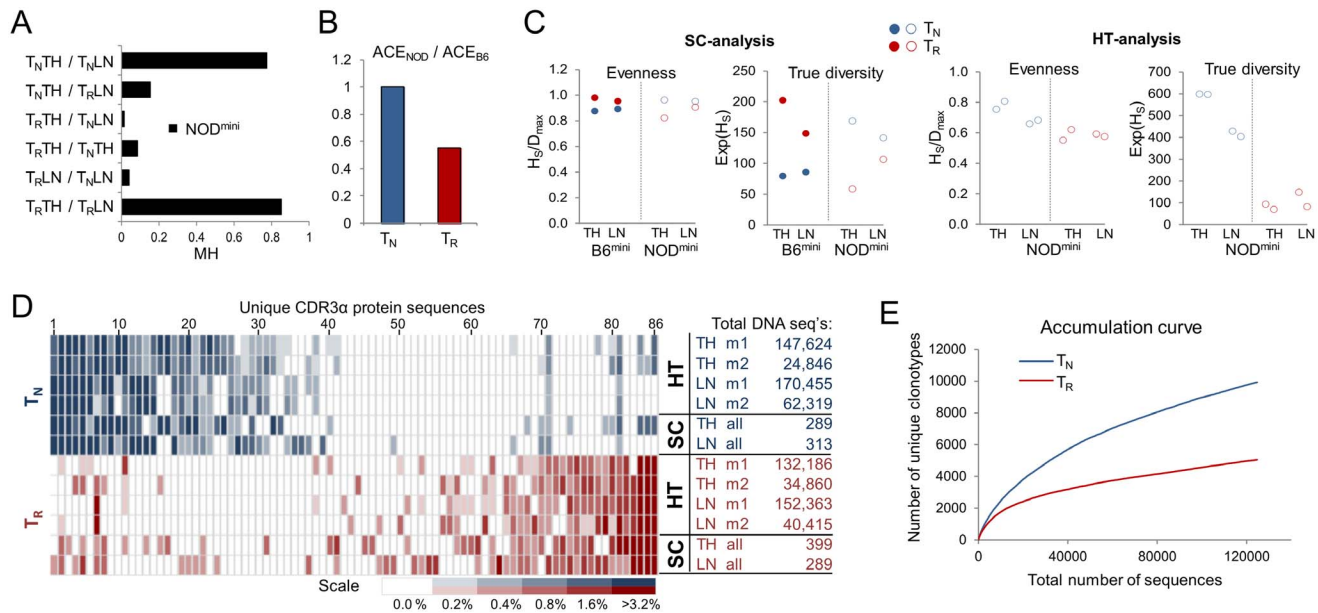 A
TNTH / TNLN
TNTH / TRLN
TRTH / TNLN
TRTH / TNTH
TRLN / TNLN
TRTH / TRLN
NODmini
0 0.2 0.4 0.6 0.8 1
MH
B
ACENOD / ACEB6
1.2
1
0.8
0.6
0.4
0.2
0
TN TR
C
SC-analysis
TN
TR
HT-analysis
Evenness
1.2
1.0
0.8
0.6
0.4
0.2
0.0
HS/Dmax
TH LN TH LN
B6mini NODmini
True diversity
250
200
150
100
50
0
Exp(HS)
TH LN TH LN
B6mini NODmini
Evenness
1.0
0.8
0.6
0.4
0.2
0.0
HS/Dmax
TH LN TH LN
NODmini
True diversity
700
600
500
400
300
200
100
0
Exp(HS)
TH LN TH LN
NODmini
D
Unique CDR3α protein sequences
1 10 20 30 40 50 60 70 80 86
Total DNA seq's:
TN
HT
TH m1 147,624
TH m2 24,846
LN m1 170,455
LN m2 62,319
SC
TH all 289
LN all 313
TR
HT
TH m1 132,186
TH m2 34,860
LN m1 152,363
LN m2 40,415
SC
TH all 399
LN all 289
Scale
0.0 % 0.2% 0.4% 0.8% 1.6% >3.2%
E
Accumulation curve
TN
TR
Number of unique clonotypes
12000
10000
8000
6000
4000
2000
0
0 40000 80000 120000
Total number of sequences